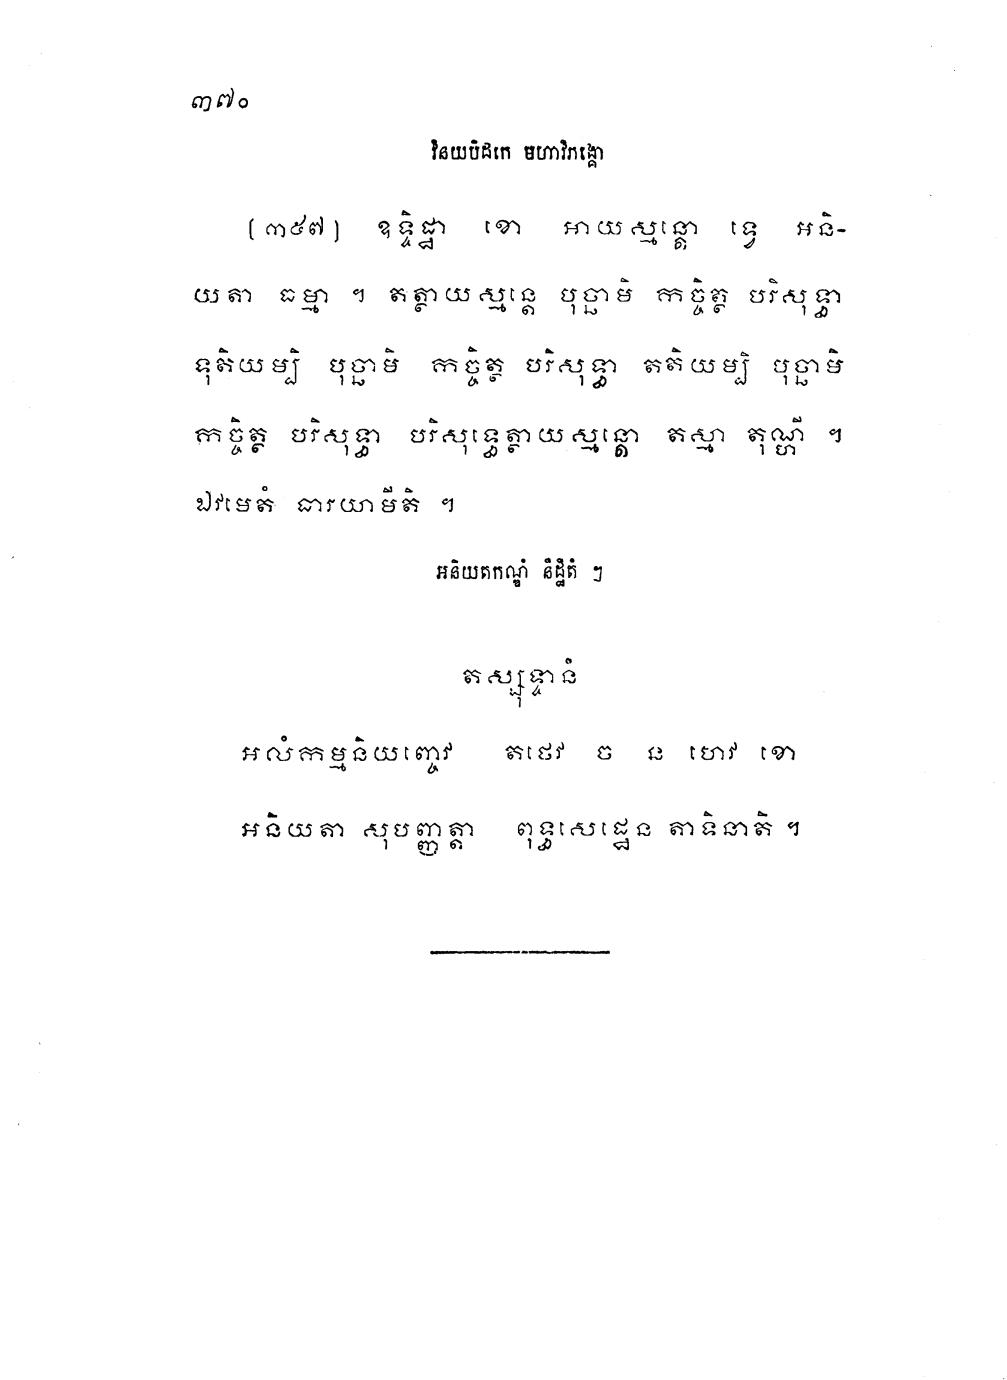 ៣៧០
វិនយបិដកេ មហាវិភង្គោ
[៣៥៧] ឧទ្ទិដ្ឋា ខោ អាយស្មន្តោ ទ្វេ អនិ-
យតា ធម្មា ។ តត្ថាយស្មន្តេ បុច្ឆាមិ កច្ចិត្ថ បរិសុទ្ធា
ទុតិយម្បិ បុច្ឆាមិ កច្ចិត្ថ បរិសុទ្ធា តតិយម្បិ បុច្ឆាមិ
កច្ចិត្ថ បរិសុទ្ធា បរិសុទ្ធេត្ថាយស្មន្តោ តស្មា តុណ្ហី ។
ឯវមេតំ ធារយាមីតិ ។
អនិយតកណ្ឌំ និដ្ឋិតំ ៗ
តស្សុទ្ទានំ
អលំកម្មនិយញ្ចេវ តថេវ ច ន ហេវ ខោ
អនិយតា សុបញ្ញត្តា ពុទ្ធសេដ្ឋេន តាទិនាតិ ។